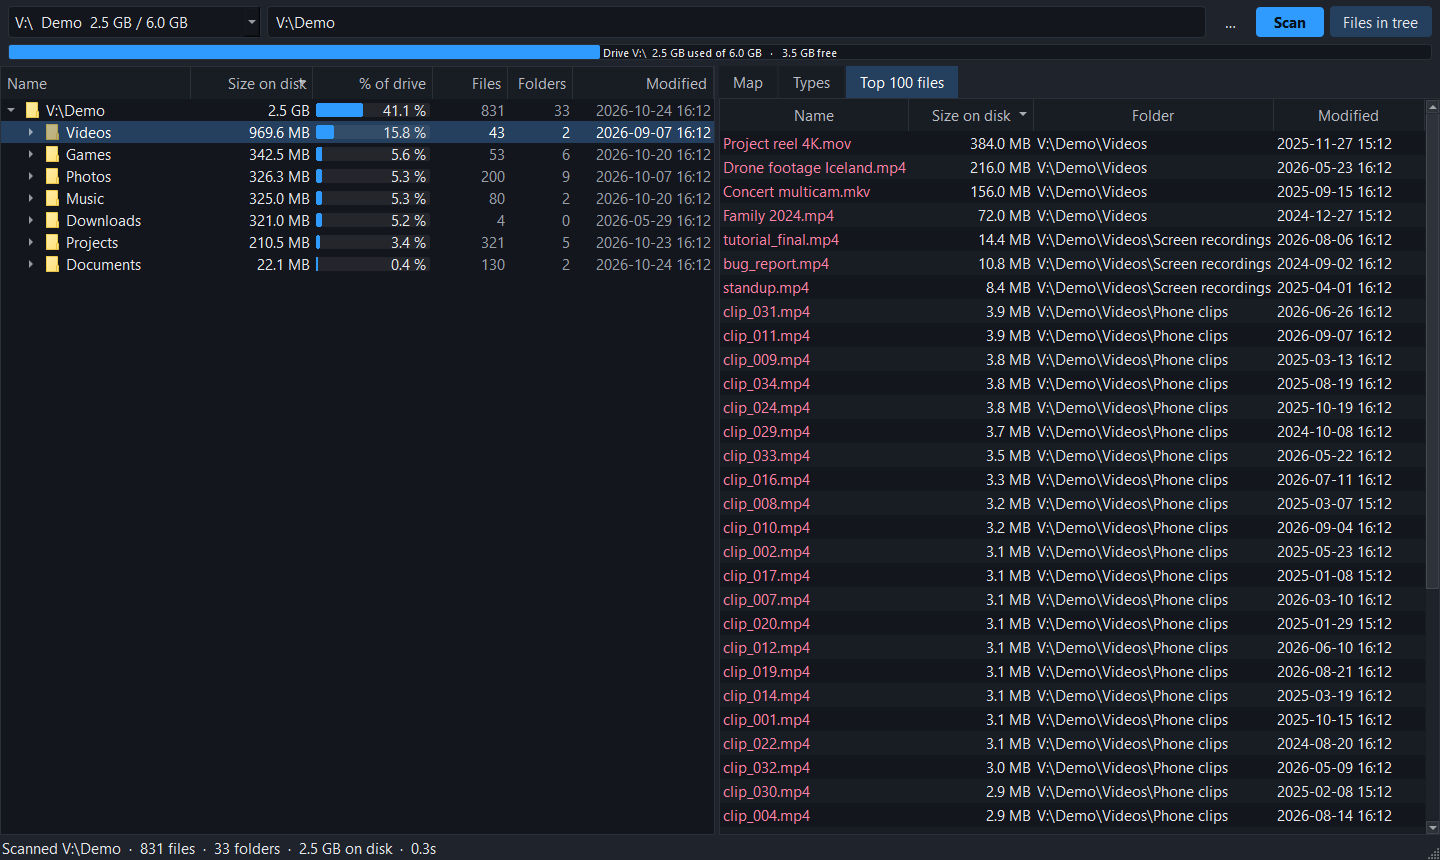 V:\ Demo 2.5 GB / 6.0 GB V:\Demo ... Scan Files in tree
Drive V:\ 2.5 GB used of 6.0 GB · 3.5 GB free
Name Size on disk % of drive Files Folders Modified
V:\Demo 2.5 GB 41.1 % 831 33 2026-10-24 16:12
Videos 969.6 MB 15.8 % 43 2 2026-09-07 16:12
Games 342.5 MB 5.6 % 53 6 2026-10-20 16:12
Photos 326.3 MB 5.3 % 200 9 2026-10-07 16:12
Music 325.0 MB 5.3 % 80 2 2026-10-20 16:12
Downloads 321.0 MB 5.2 % 4 0 2026-05-29 16:12
Projects 210.5 MB 3.4 % 321 5 2026-10-23 16:12
Documents 22.1 MB 0.4 % 130 2 2026-10-24 16:12
Map Types Top 100 files
Name Size on disk Folder Modified
Project reel 4K.mov 384.0 MB V:\Demo\Videos 2025-11-27 15:12
Drone footage Iceland.mp4 216.0 MB V:\Demo\Videos 2026-05-23 16:12
Concert multicam.mkv 156.0 MB V:\Demo\Videos 2025-09-15 16:12
Family 2024.mp4 72.0 MB V:\Demo\Videos 2024-12-27 15:12
tutorial_final.mp4 14.4 MB V:\Demo\Videos\Screen recordings 2026-08-06 16:12
bug_report.mp4 10.8 MB V:\Demo\Videos\Screen recordings 2024-09-02 16:12
standup.mp4 8.4 MB V:\Demo\Videos\Screen recordings 2025-04-01 16:12
clip_031.mp4 3.9 MB V:\Demo\Videos\Phone clips 2026-06-26 16:12
clip_011.mp4 3.9 MB V:\Demo\Videos\Phone clips 2026-09-07 16:12
clip_009.mp4 3.8 MB V:\Demo\Videos\Phone clips 2025-03-13 15:12
clip_034.mp4 3.8 MB V:\Demo\Videos\Phone clips 2025-08-19 16:12
clip_024.mp4 3.8 MB V:\Demo\Videos\Phone clips 2025-10-19 16:12
clip_029.mp4 3.7 MB V:\Demo\Videos\Phone clips 2024-10-08 16:12
clip_033.mp4 3.5 MB V:\Demo\Videos\Phone clips 2026-05-22 16:12
clip_016.mp4 3.3 MB V:\Demo\Videos\Phone clips 2026-07-11 16:12
clip_008.mp4 3.2 MB V:\Demo\Videos\Phone clips 2025-03-07 15:12
clip_010.mp4 3.2 MB V:\Demo\Videos\Phone clips 2026-09-04 16:12
clip_002.mp4 3.1 MB V:\Demo\Videos\Phone clips 2025-05-23 16:12
clip_017.mp4 3.1 MB V:\Demo\Videos\Phone clips 2025-01-08 15:12
clip_007.mp4 3.1 MB V:\Demo\Videos\Phone clips 2026-03-10 16:12
clip_020.mp4 3.1 MB V:\Demo\Videos\Phone clips 2025-01-29 15:12
clip_012.mp4 3.1 MB V:\Demo\Videos\Phone clips 2026-06-10 16:12
clip_019.mp4 3.1 MB V:\Demo\Videos\Phone clips 2026-08-21 16:12
clip_014.mp4 3.1 MB V:\Demo\Videos\Phone clips 2025-03-19 16:12
clip_001.mp4 3.1 MB V:\Demo\Videos\Phone clips 2025-10-15 16:12
clip_022.mp4 3.1 MB V:\Demo\Videos\Phone clips 2024-08-20 16:12
clip_032.mp4 3.0 MB V:\Demo\Videos\Phone clips 2026-05-09 16:12
clip_030.mp4 2.9 MB V:\Demo\Videos\Phone clips 2025-02-08 15:12
clip_004.mp4 2.9 MB V:\Demo\Videos\Phone clips 2026-08-14 16:12
Scanned V:\Demo · 831 files · 33 folders · 2.5 GB on disk · 0.3s